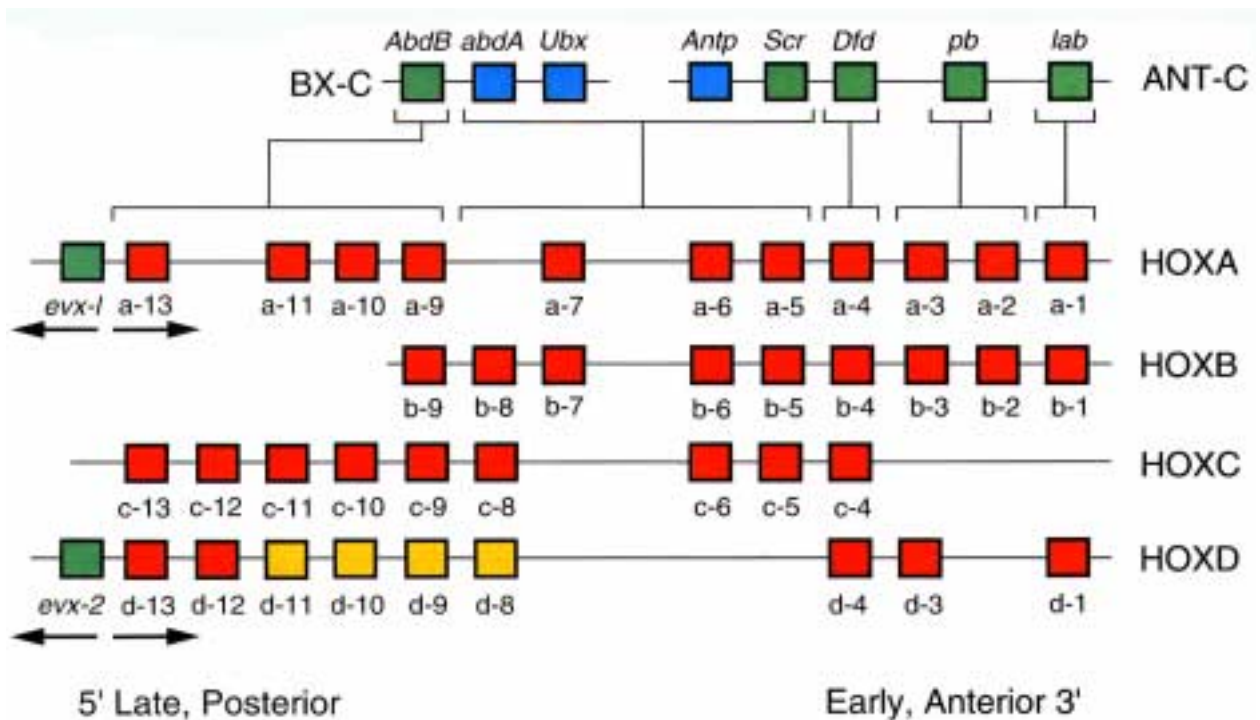 AbdB abdA Ubx Antp Scr Dfd pb lab
BX-C ANT-C
HOXA
evx-l a-13 a-11 a-10 a-9 a-7 a-6 a-5 a-4 a-3 a-2 a-1
HOXB
b-9 b-8 b-7 b-6 b-5 b-4 b-3 b-2 b-1
HOXC
c-13 c-12 c-11 c-10 c-9 c-8 c-6 c-5 c-4
HOXD
evx-2 d-13 d-12 d-11 d-10 d-9 d-8 d-4 d-3 d-1
5' Late, Posterior Early, Anterior 3'